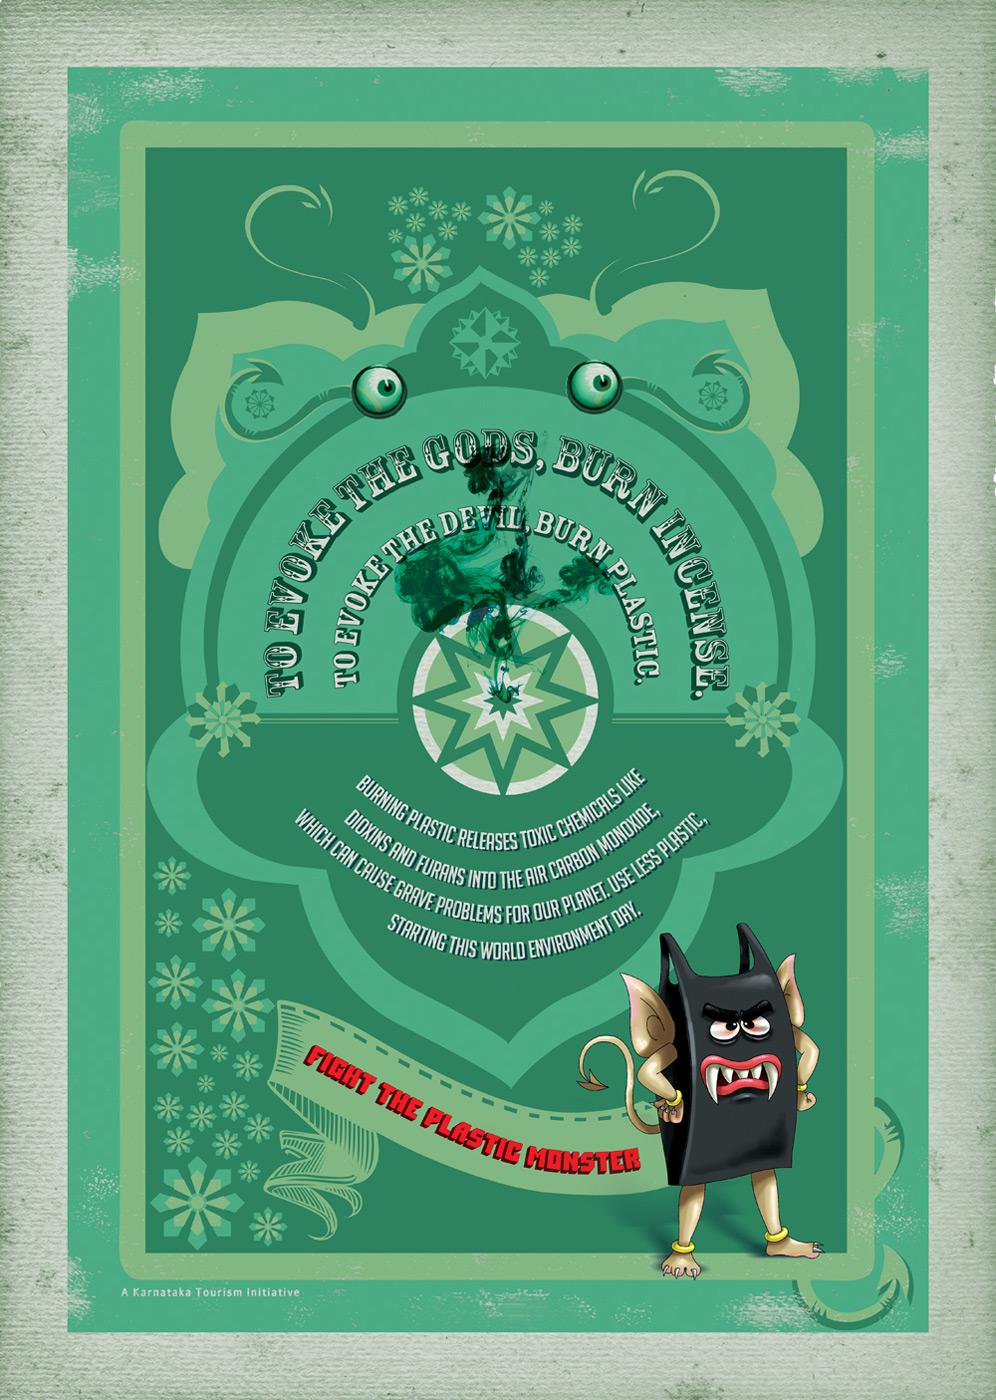 TO EVOKE THE GODS, BURN INCENSE.
TO EVOKE THE DEVIL, BURN PLASTIC.
BURNING PLASTIC RELEASES TOXIC CHEMICALS LIKE
DIOXINS AND FURANS INTO THE AIR CARBON MONOXIDE,
WHICH CAN CAUSE GRAVE PROBLEMS FOR OUR PLANET. USE LESS PLASTIC,
STARTING THIS WORLD ENVIRONMENT DAY.
FIGHT THE PLASTIC MONSTER
A Karnataka Tourism Initiative